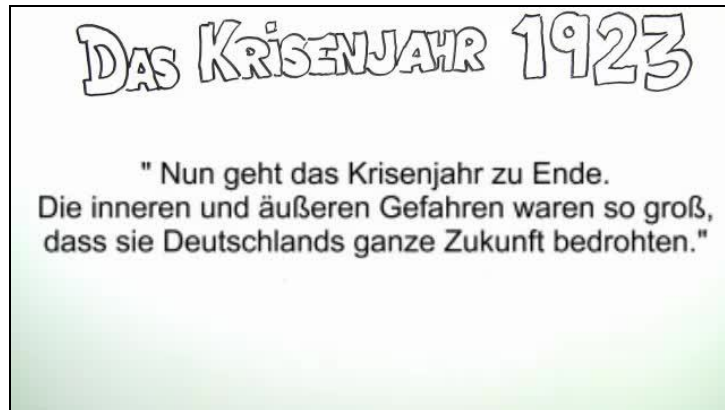 DAS KRISENJAHR 1923
" Nun geht das Krisenjahr zu Ende.
Die inneren und äußeren Gefahren waren so groß,
dass sie Deutschlands ganze Zukunft bedrohten."